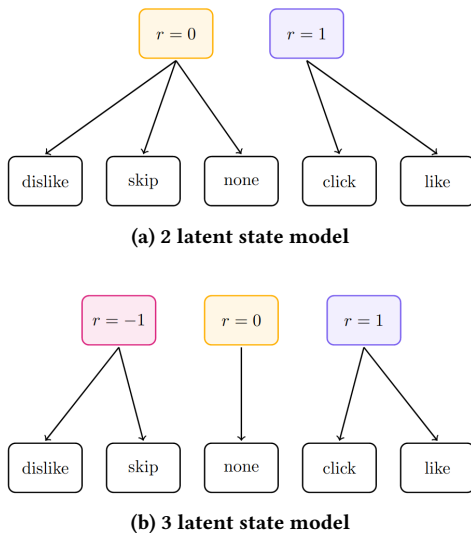 r = 0 r = 1
dislike skip none click like
(a) 2 latent state model
r = −1 r = 0 r = 1
dislike skip none click like
(b) 3 latent state model